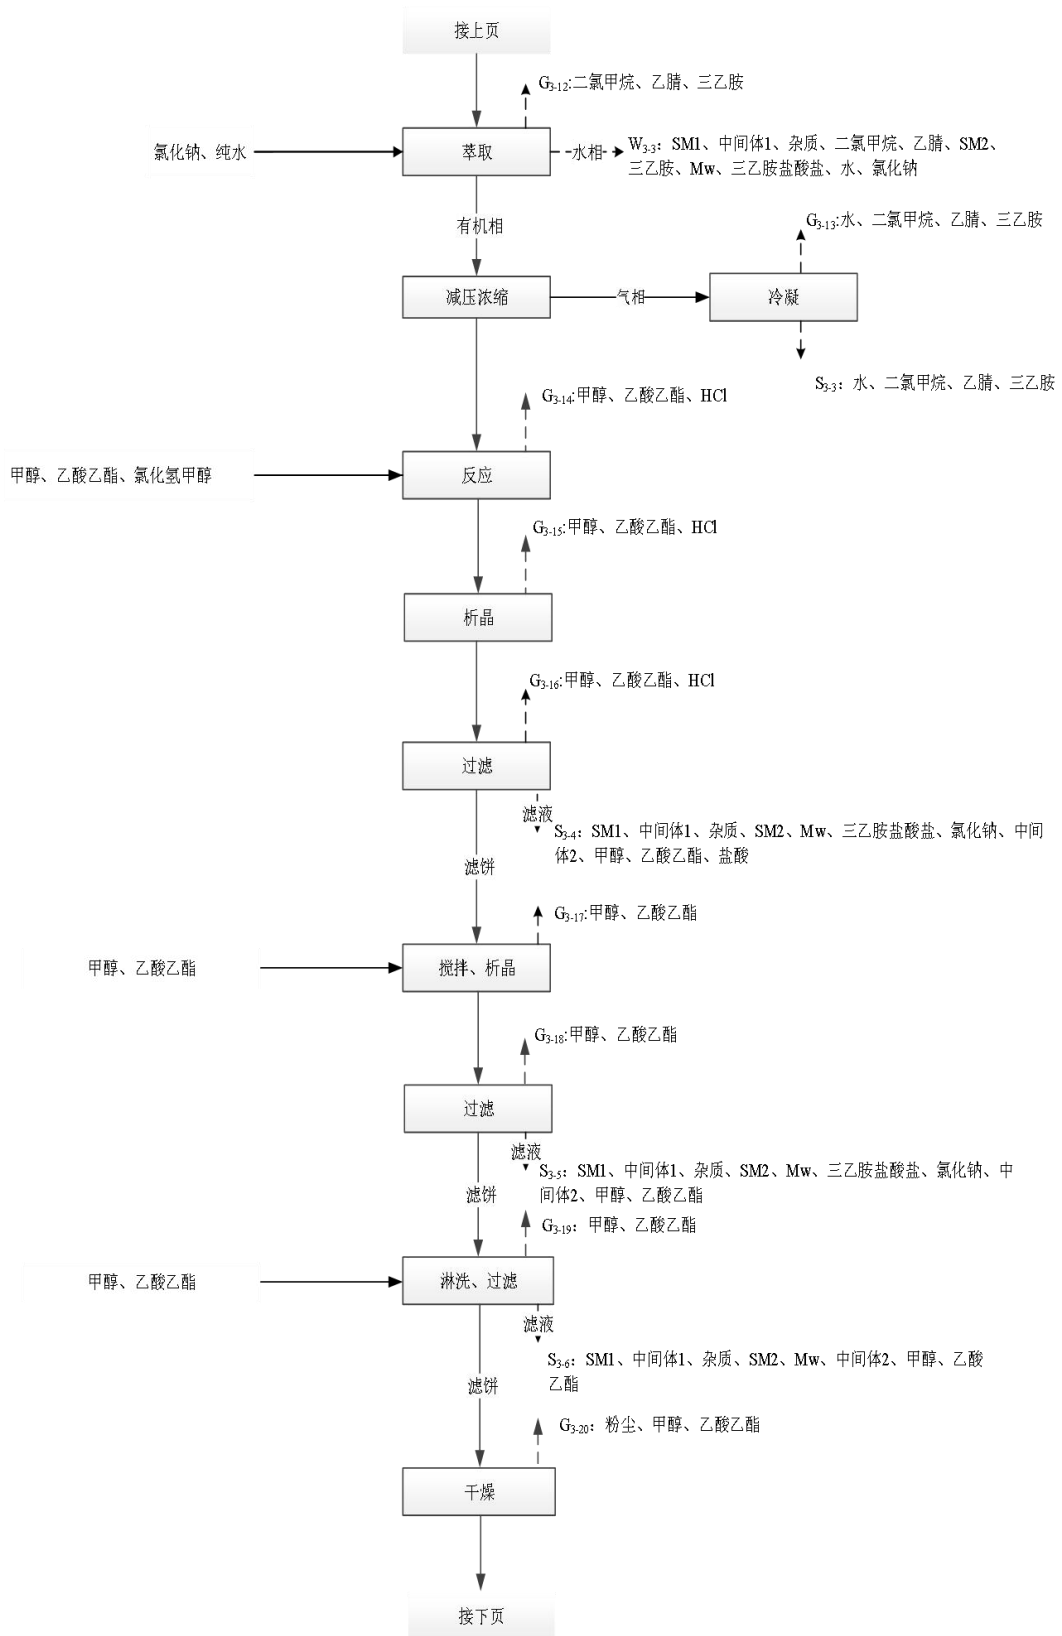 接上页
G3-12:二氯甲烷、乙腈、三乙胺
氯化钠、纯水
萃取
水相
W3-3：SM1、中间体1、杂质、二氯甲烷、乙腈、SM2、
三乙胺、Mw、三乙胺盐酸盐、水、氯化钠
有机相
G3-13:水、二氯甲烷、乙腈、三乙胺
减压浓缩
气相
冷凝
S3-3：水、二氯甲烷、乙腈、三乙胺
G3-14:甲醇、乙酸乙酯、HCl
甲醇、乙酸乙酯、氯化氢甲醇
反应
G3-15:甲醇、乙酸乙酯、HCl
析晶
G3-16:甲醇、乙酸乙酯、HCl
过滤
滤液
S3-4：SM1、中间体1、杂质、SM2、Mw、三乙胺盐酸盐、氯化钠、中间
体2、甲醇、乙酸乙酯、盐酸
滤饼
G3-17:甲醇、乙酸乙酯
甲醇、乙酸乙酯
搅拌、析晶
G3-18:甲醇、乙酸乙酯
过滤
滤液
S3-5：SM1、中间体1、杂质、SM2、Mw、三乙胺盐酸盐、氯化钠、中
间体2、甲醇、乙酸乙酯
滤饼
G3-19：甲醇、乙酸乙酯
甲醇、乙酸乙酯
淋洗、过滤
滤液
S3-6：SM1、中间体1、杂质、SM2、Mw、中间体2、甲醇、乙酸
乙酯
滤饼
G3-20：粉尘、甲醇、乙酸乙酯
干燥
接下页